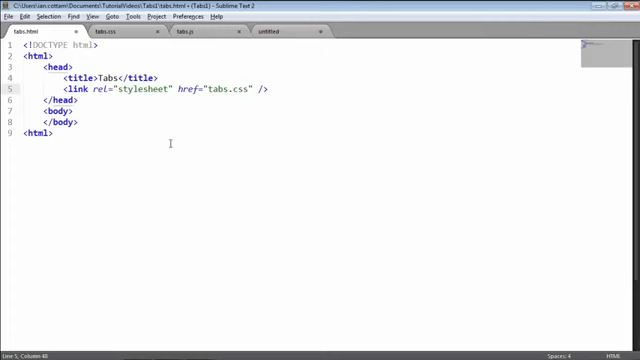 C:\Users\ian.cottam\Documents\TutorialVideos\Tabs1\tabs.html • (Tabs1) - Sublime Text 2
File Edit Selection Find View Goto Tools Project Preferences Help
tabs.html tabs.css tabs.js untitled
1 <!DOCTYPE html>
2 <html>
3 <head>
4 <title>Tabs</title>
5 <link rel="stylesheet" href="tabs.css" />
6 </head>
7 <body>
8 </body>
9 <html>
Line 5, Column 48 Spaces: 4 HTML